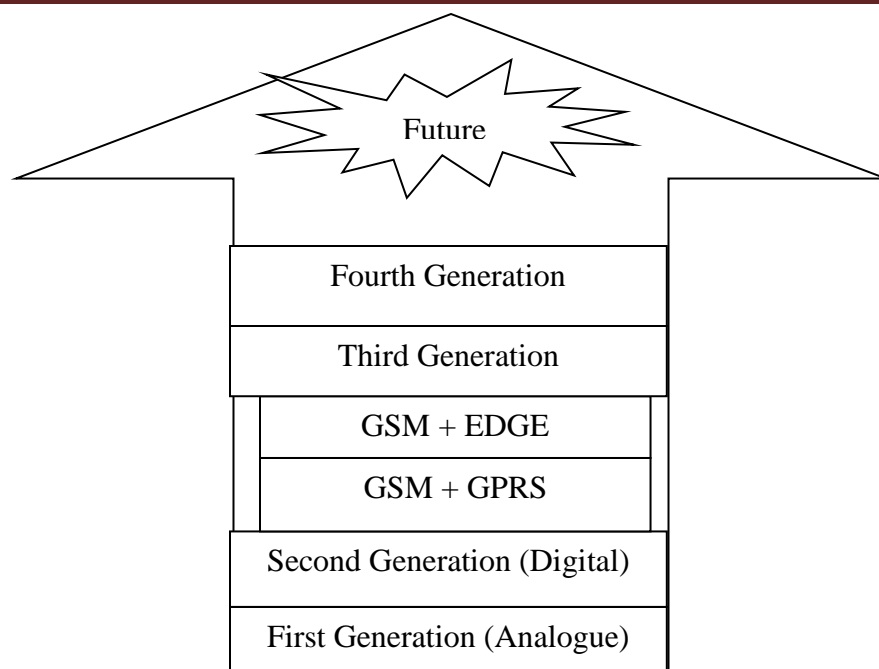 Future
Fourth Generation
Third Generation
GSM + EDGE
GSM + GPRS
Second Generation (Digital)
First Generation (Analogue)